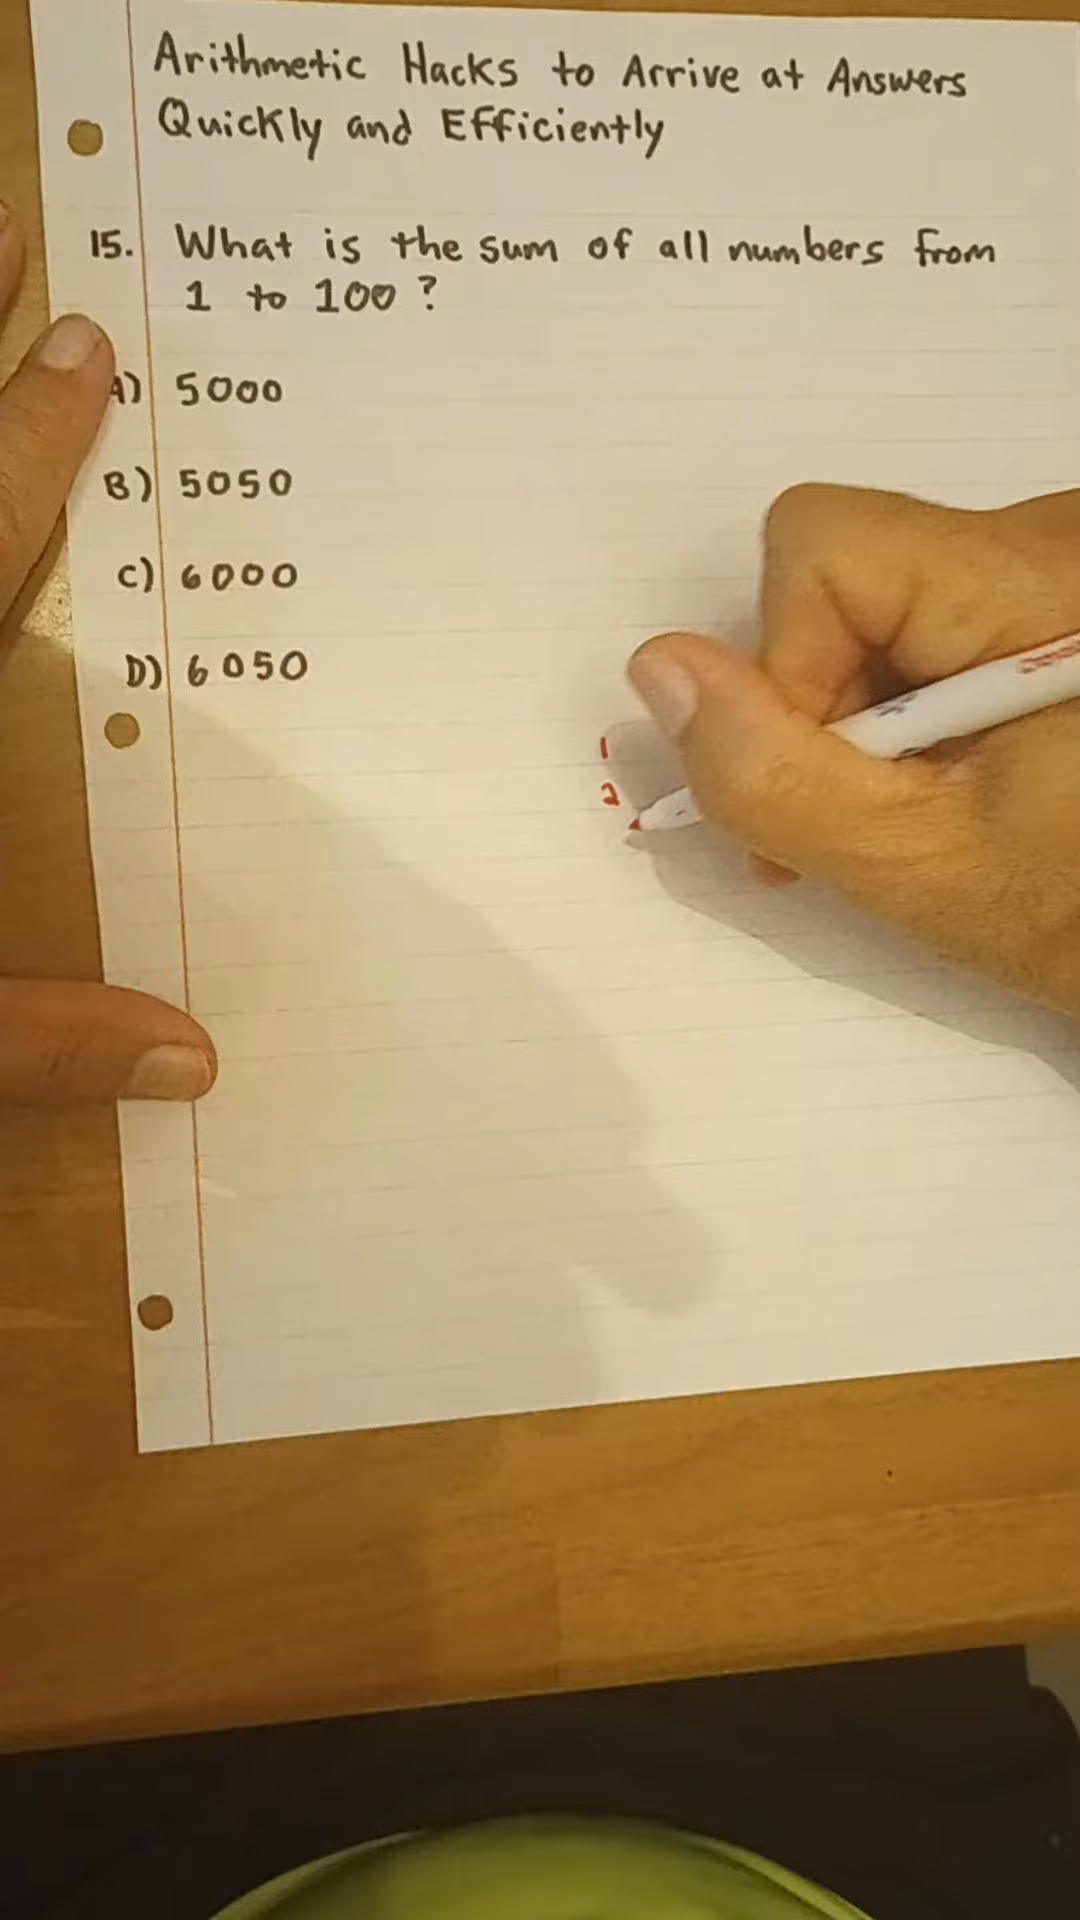 Arithmetic Hacks to Arrive at Answers
Quickly and Efficiently
15. What is the sum of all numbers from
1 to 100?
A) 5000
B) 5050
C) 6000
D) 6050
1
2